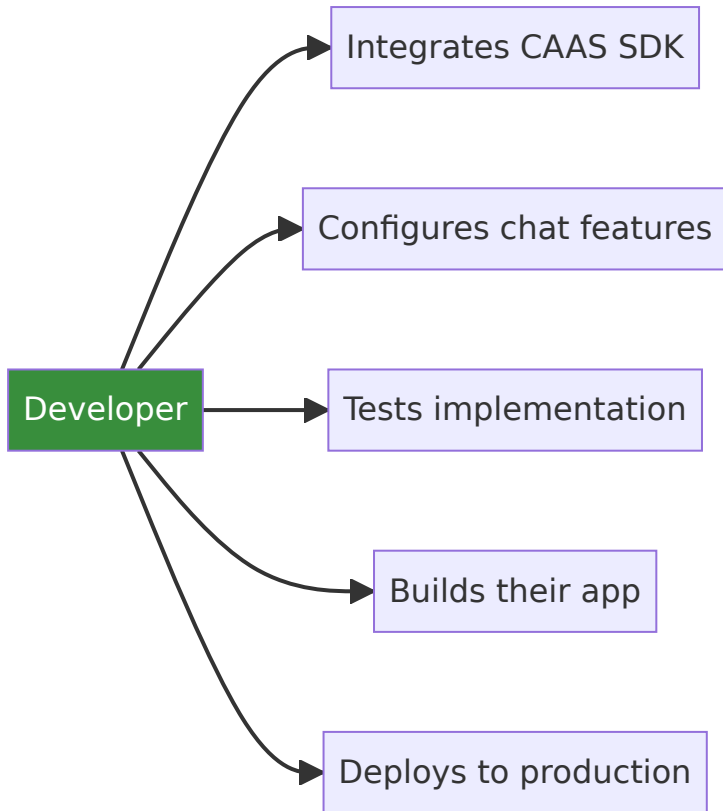 Integrates CAAS SDK
Configures chat features
Developer
Tests implementation
Builds their app
Deploys to production